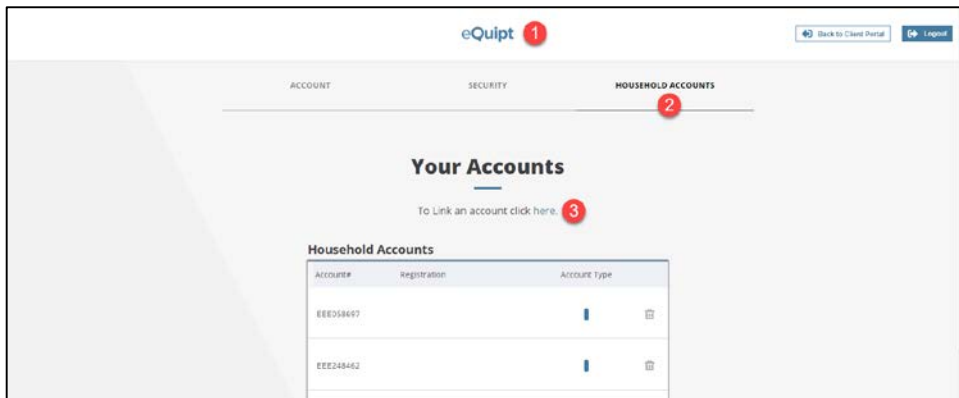 eQuipt 1
Back to Client Portal
Logout
ACCOUNT SECURITY HOUSEHOLD ACCOUNTS
2
Your Accounts
To Link an account click here. 3
Household Accounts
Account# Registration Account Type
EEE058697
EEE248462